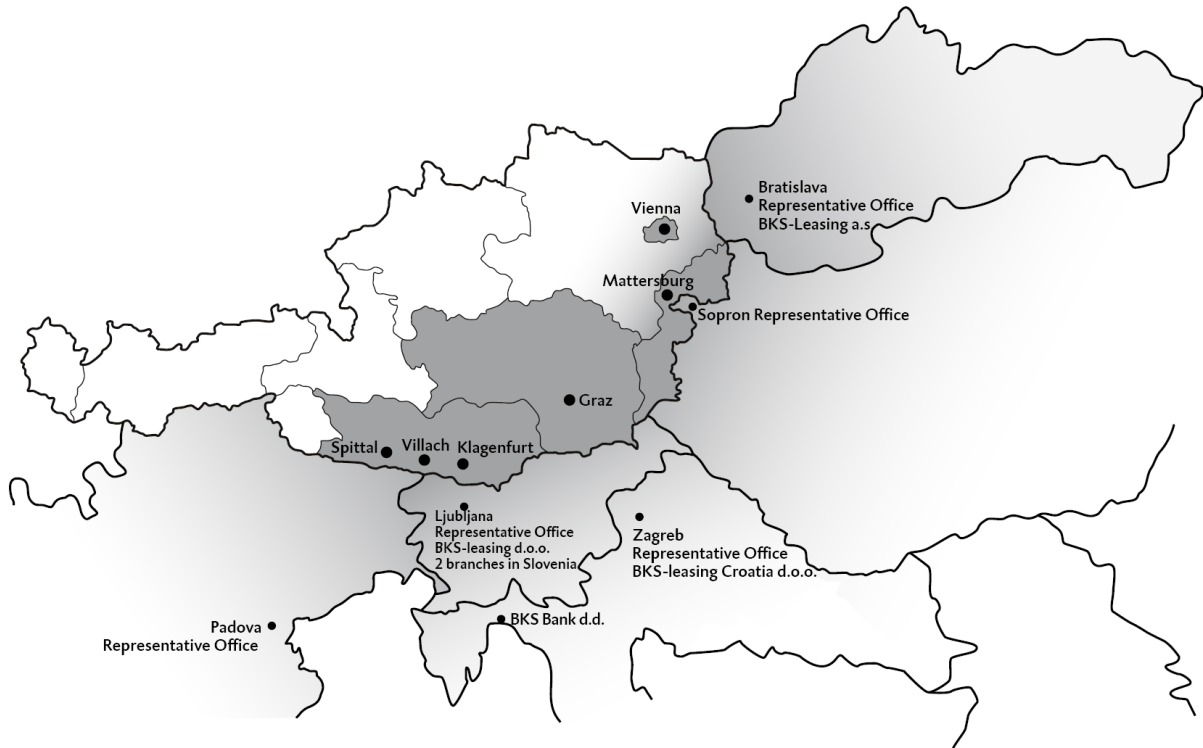 Bratislava
Representative Office
BKS-Leasing a.s
Vienna
Mattersburg
Sopron Representative Office
Graz
Spittal
Villach
Klagenfurt
Ljubljana
Representative Office
BKS-leasing d.o.o.
2 branches in Slovenia
Zagreb
Representative Office
BKS-leasing Croatia d.o.o.
BKS Bank d.d.
Padova
Representative Office